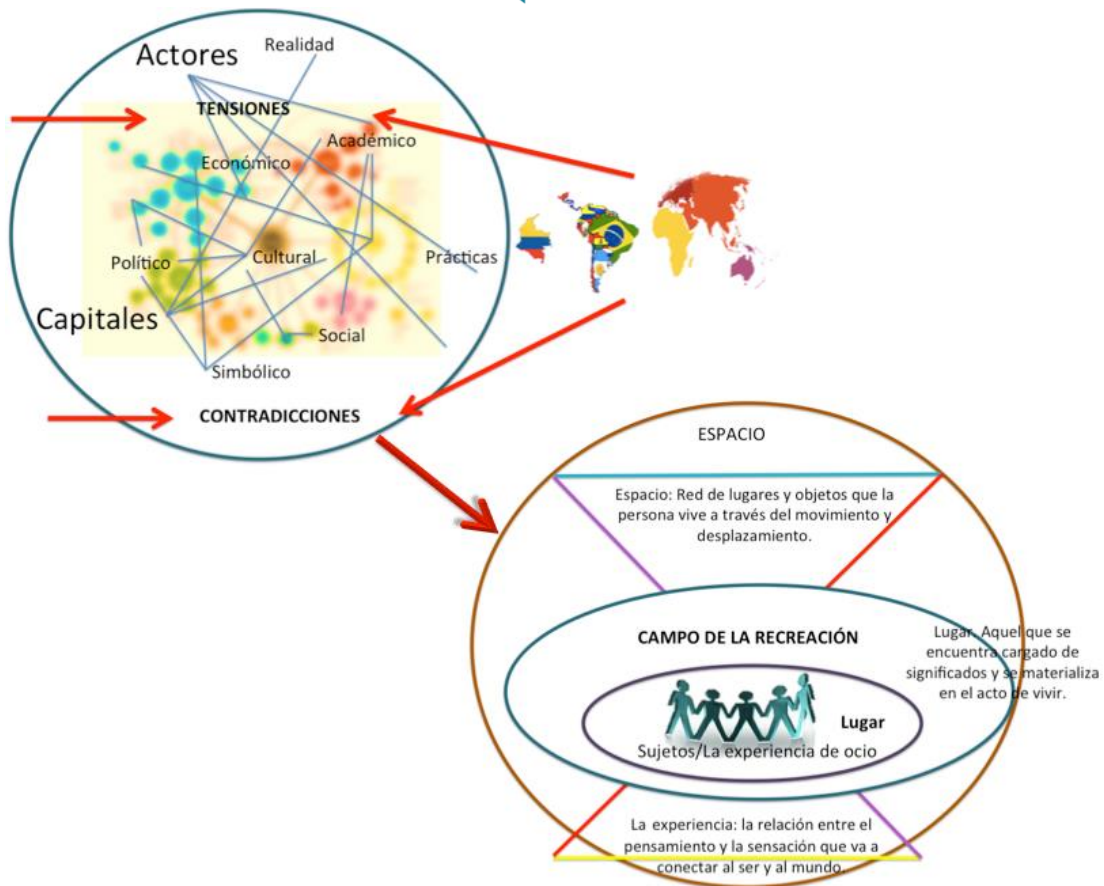 Actores
Realidad
TENSIONES
Académico
Económico
Político
Cultural
Prácticas
Capitales
Social
Simbólico
CONTRADICCIONES
ESPACIO
Espacio: Red de lugares y objetos que la
persona vive a través del movimiento y
desplazamiento.
CAMPO DE LA RECREACIÓN
Lugar. Aquel que se
encuentra cargado de
significados y se materializa
en el acto de vivir.
Lugar
Sujetos/La experiencia de ocio
La experiencia: la relación entre el
pensamiento y la sensación que va a
conectar al ser y al mundo.